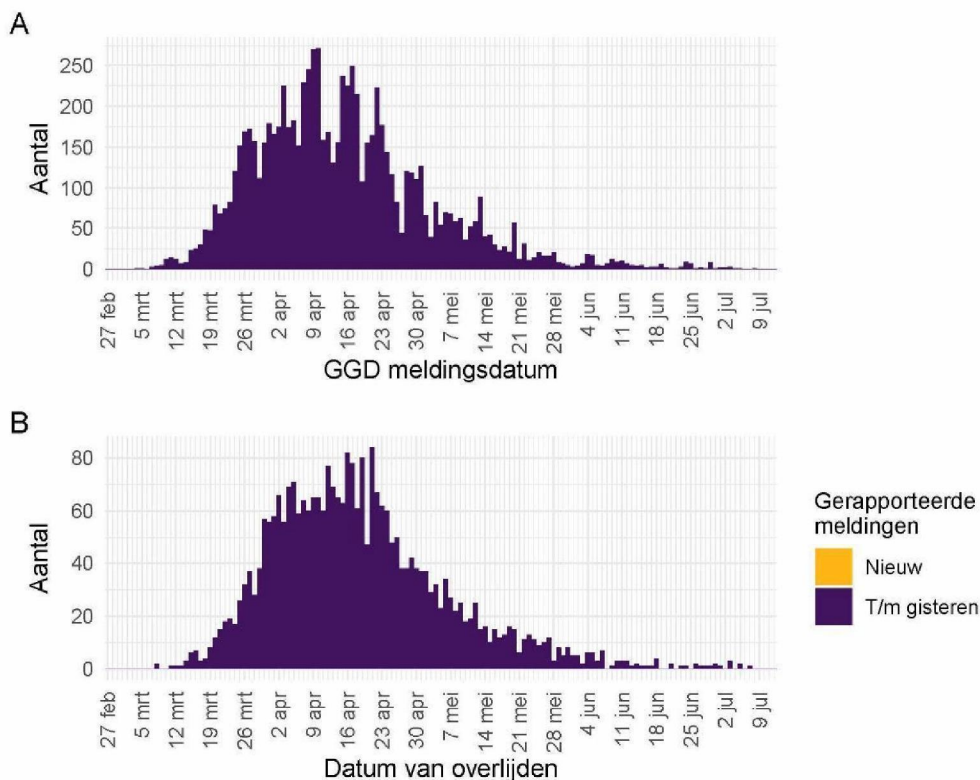 A
Aantal
250
200
150
100
50
0
27 feb
5 mrt
12 mrt
19 mrt
26 mrt
2 apr
9 apr
16 apr
23 apr
30 apr
7 mei
14 mei
21 mei
28 mei
4 jun
11 jun
18 jun
25 jun
2 jul
9 jul
GGD meldingsdatum
B
Aantal
80
60
40
20
0
27 feb
5 mrt
12 mrt
19 mrt
26 mrt
2 apr
9 apr
16 apr
23 apr
30 apr
7 mei
14 mei
21 mei
28 mei
4 jun
11 jun
18 jun
25 jun
2 jul
9 jul
Datum van overlijden
Gerapporteerde
meldingen
Nieuw
T/m gisteren